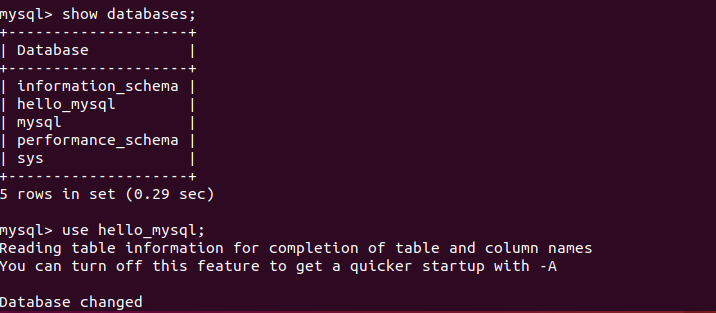 mysql> show databases;
+--------------------+
| Database           |
+--------------------+
| information_schema |
| hello_mysql        |
| mysql              |
| performance_schema |
| sys                |
+--------------------+
5 rows in set (0.29 sec)

mysql> use hello_mysql;
Reading table information for completion of table and column names
You can turn off this feature to get a quicker startup with -A

Database changed